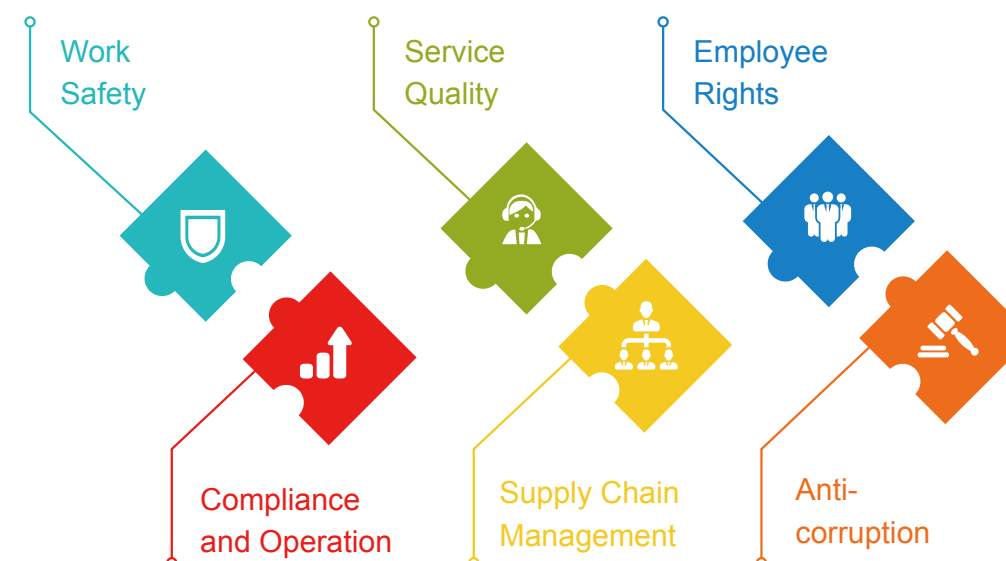 Work
Safety
Service
Quality
Employee
Rights
Compliance
and Operation
Supply Chain
Management
Anti-
corruption